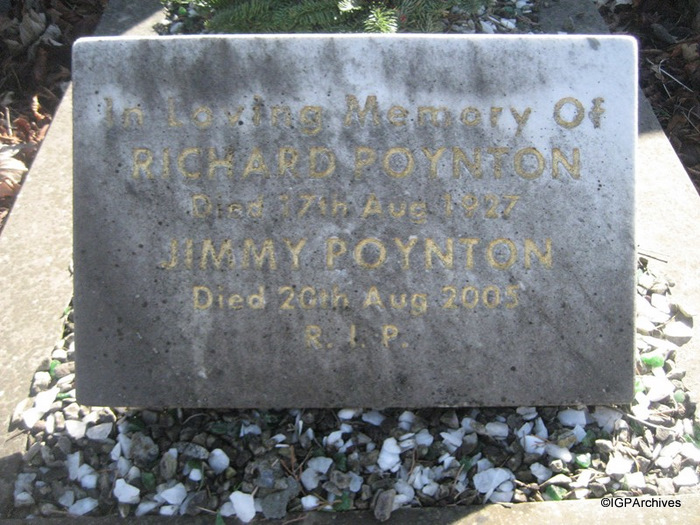 In Loving Memory Of
RICHARD POYNTON
Died 17th Aug 1927
JIMMY POYNTON
Died 20th Aug 2005
R. I. P.
©IGPArchives